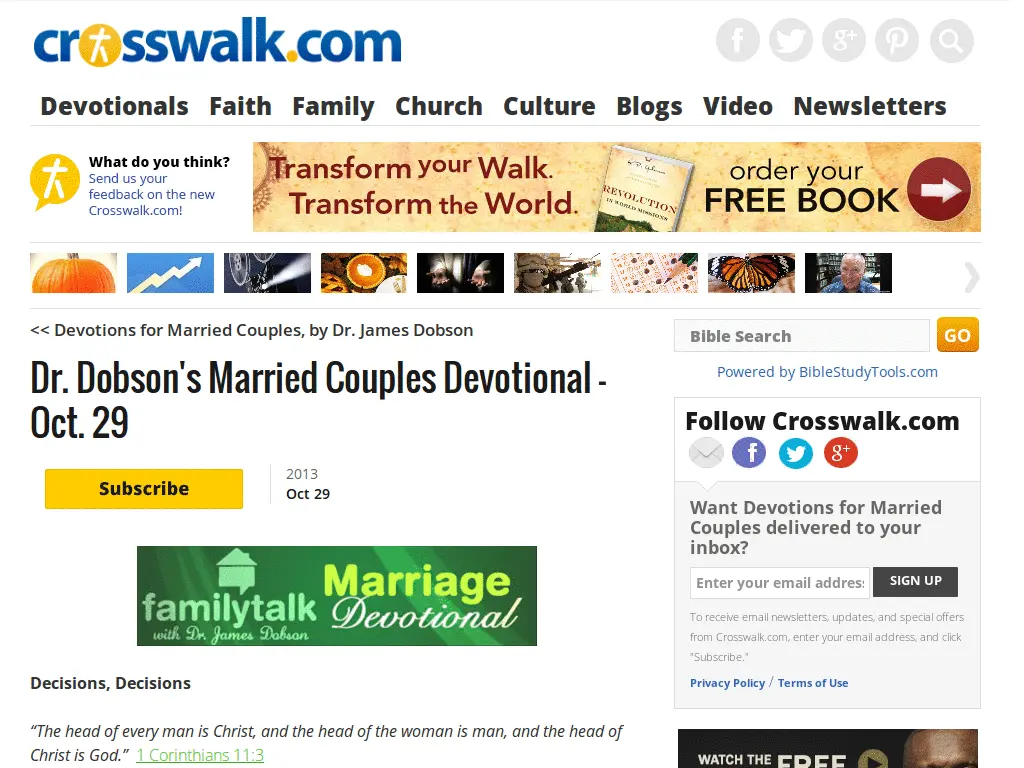 crosswalk.com
Devotionals Faith Family Church Culture Blogs Video Newsletters
What do you think?
Send us your
feedback on the new
Crosswalk.com!
Transform your Walk.
Transform the World.
REVOLUTION
IN WORLD MISSIONS
order your
FREE BOOK
<< Devotions for Married Couples, by Dr. James Dobson
Dr. Dobson's Married Couples Devotional -
Oct. 29
Subscribe
2013
Oct 29
familytalk
with Dr. James Dobson
Marriage
Devotional
Decisions, Decisions
“The head of every man is Christ, and the head of the woman is man, and the head of
Christ is God.” 1 Corinthians 11:3
Bible Search
GO
Powered by BibleStudyTools.com
Follow Crosswalk.com
Want Devotions for Married
Couples delivered to your
inbox?
Enter your email address
SIGN UP
To receive email newsletters, updates, and special offers
from Crosswalk.com, enter your email address, and click
"Subscribe."
Privacy Policy / Terms of Use
WATCH THE FREE